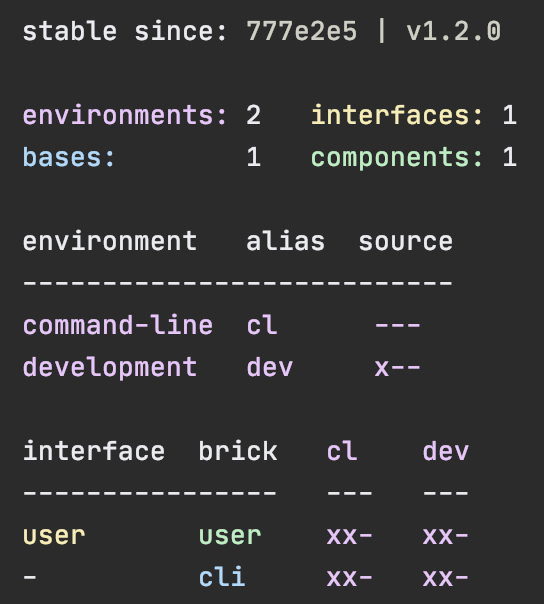 stable since: 777e2e5 | v1.2.0
environments: 2   interfaces: 1
bases:        1   components: 1
environment   alias  source
---------------------------
command-line  cl      ---
development   dev     x--
interface  brick   cl    dev
----------------   ---   ---
user       user    xx-   xx-
-          cli     xx-   xx-